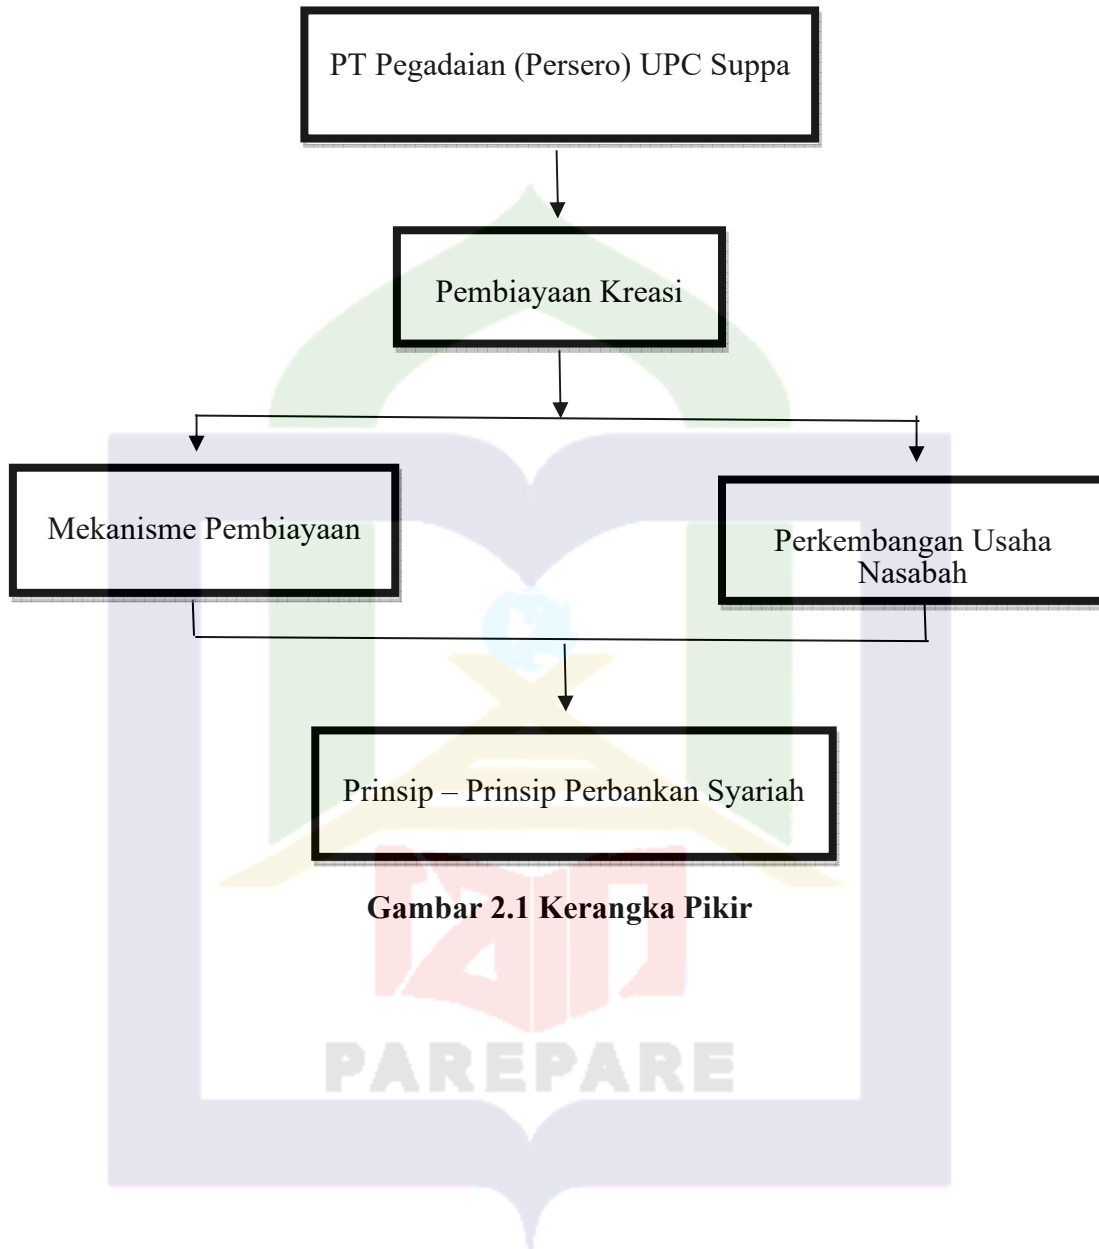 PT Pegadaian (Persero) UPC Suppa
Pembiayaan Kreasi
Mekanisme Pembiayaan
Perkembangan Usaha
Nasabah
Prinsip – Prinsip Perbankan Syariah
Gambar 2.1 Kerangka Pikir
IAIN
PAREPARE